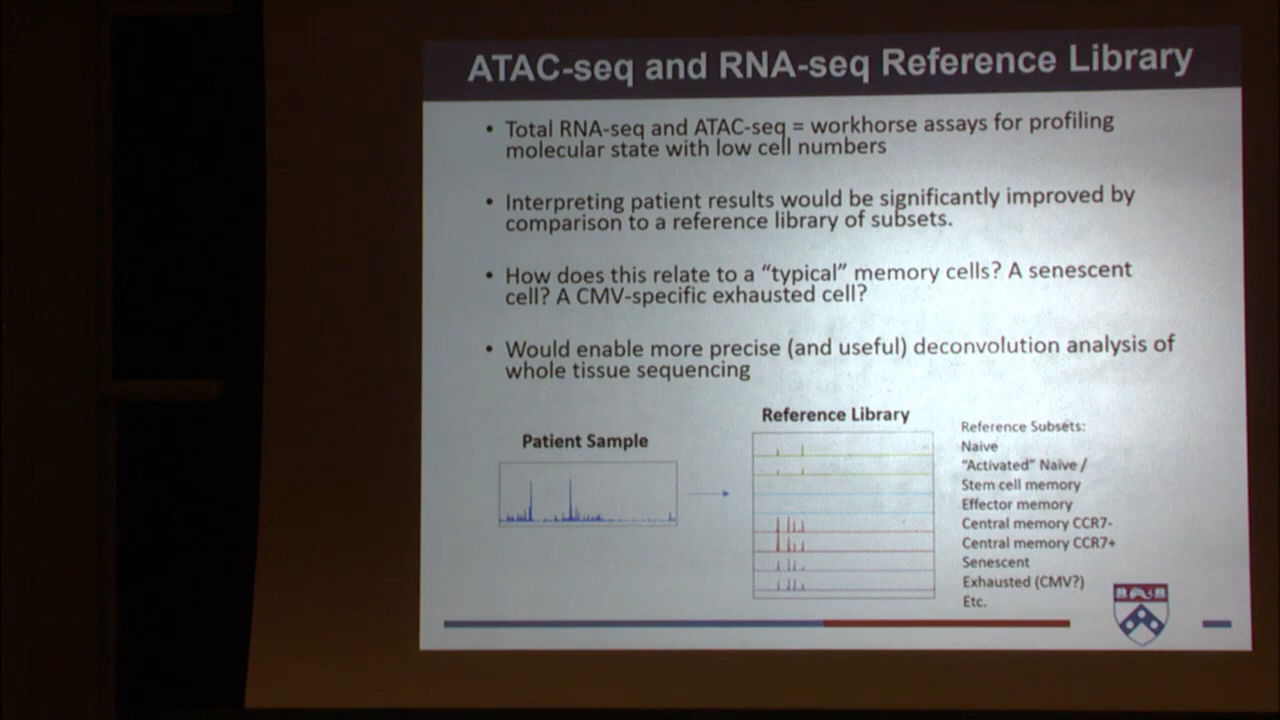 ATAC-seq and RNA-seq Reference Library
• Total RNA-seq and ATAC-seq = workhorse assays for profiling
molecular state with low cell numbers
• Interpreting patient results would be significantly improved by
comparison to a reference library of subsets.
• How does this relate to a “typical” memory cells? A senescent
cell? A CMV-specific exhausted cell?
• Would enable more precise (and useful) deconvolution analysis of
whole tissue sequencing
Patient Sample
Reference Library
Reference Subsets:
Naive
“Activated” Naive /
Stem cell memory
Effector memory
Central memory CCR7-
Central memory CCR7+
Senescent
Exhausted (CMV?)
Etc.